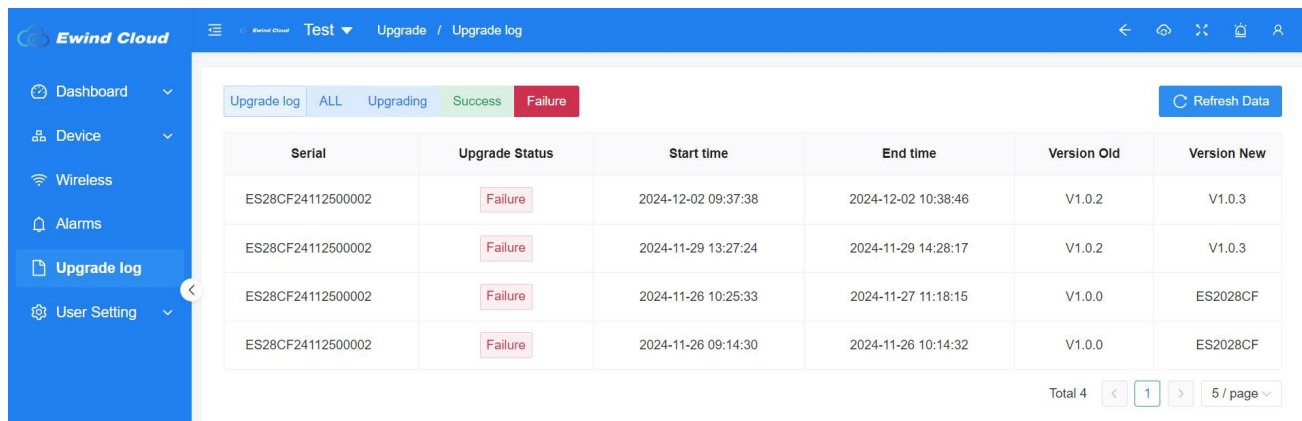 Ewind Cloud
Ewind Cloud Test Upgrade / Upgrade log
Dashboard
Device
Wireless
Alarms
Upgrade log
User Setting
Upgrade log ALL Upgrading Success Failure
Refresh Data
Serial Upgrade Status Start time End time Version Old Version New
ES28CF24112500002 Failure 2024-12-02 09:37:38 2024-12-02 10:38:46 V1.0.2 V1.0.3
ES28CF24112500002 Failure 2024-11-29 13:27:24 2024-11-29 14:28:17 V1.0.2 V1.0.3
ES28CF24112500002 Failure 2024-11-26 10:25:33 2024-11-27 11:18:15 V1.0.0 ES2028CF
ES28CF24112500002 Failure 2024-11-26 09:14:30 2024-11-26 10:14:32 V1.0.0 ES2028CF
Total 4 < 1 > 5 / page